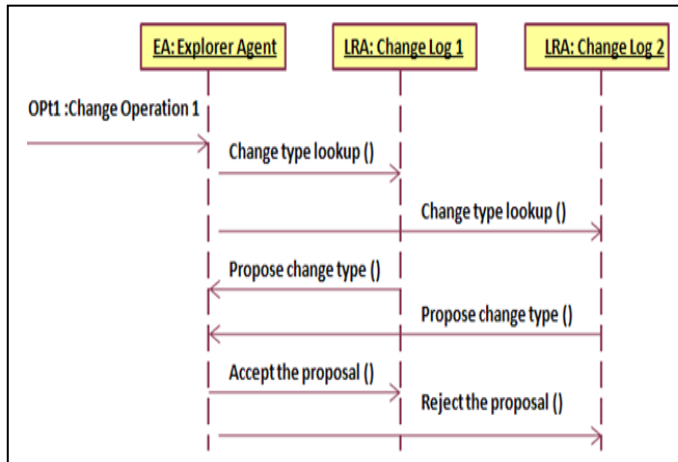 EA: Explorer Agent
LRA: Change Log 1
LRA: Change Log 2
OPt1 :Change Operation 1
Change type lookup ()
Change type lookup ()
Propose change type ()
Propose change type ()
Accept the proposal ()
Reject the proposal ()